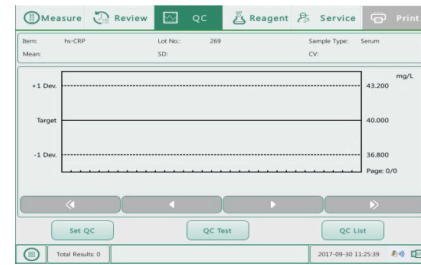 Measure Review QC Reagent Service Print
Item: hs-CRP Lot No.: 269 Sample Type: Serum
Mean: SD: CV:
mg/L
+1 Dev. 43.200
Target 40.000
-1 Dev. 36.800
Page: 0/0
Set QC QC Test QC List
Total Results: 0 2017-09-30 11:25:39